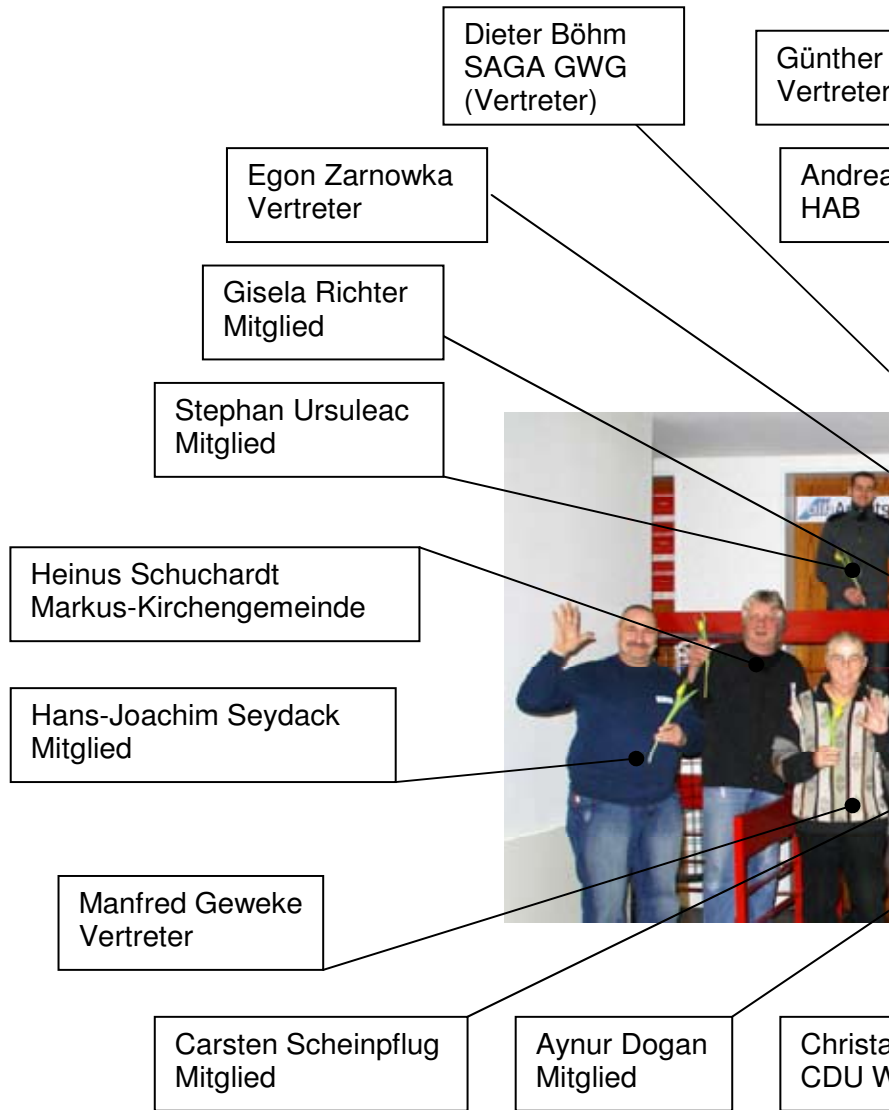 Dieter Böhm
SAGA GWG
(Vertreter)
Günther
Vertreter
Egon Zarnowka
Vertreter
HAB
Gisela Richter
Mitglied
Stephan Ursuleac
Mitglied
Heinus Schuchardt
Markus-Kirchengemeinde
Hans-Joachim Seydack
Mitglied
Manfred Geweke
Vertreter
Carsten Scheinpflug
Mitglied
Aynur Dogan
Mitglied
Christa
CDU